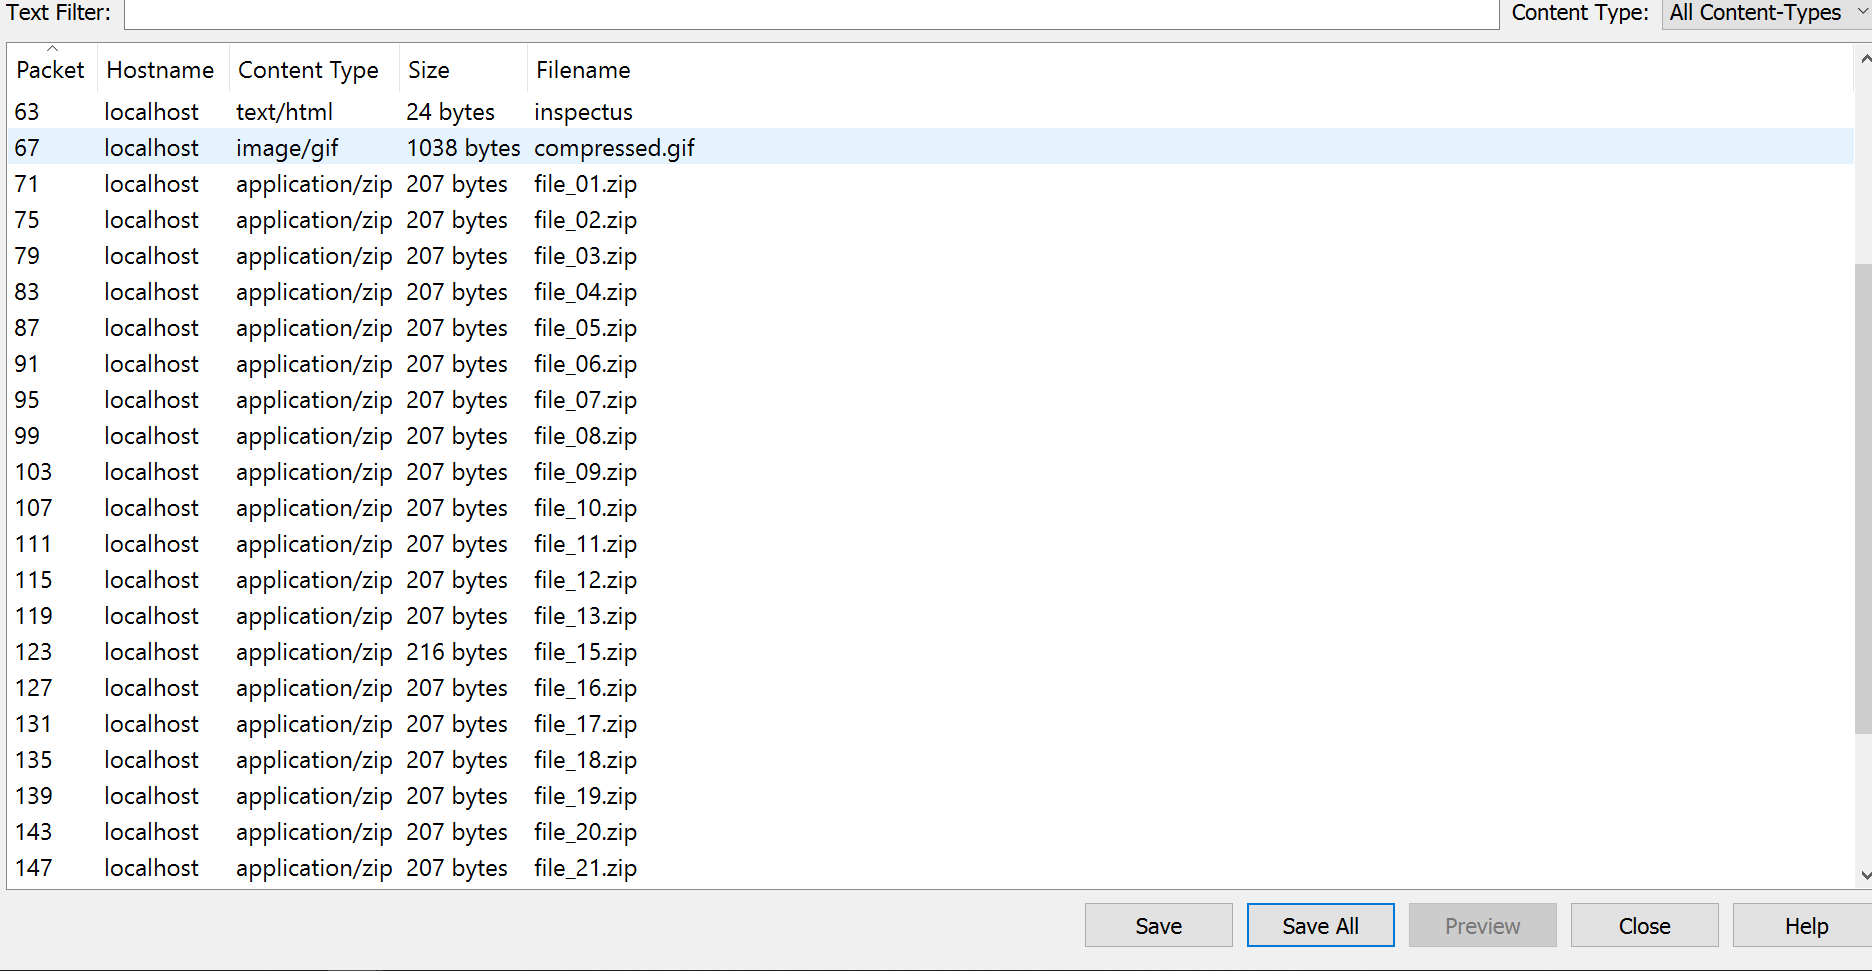 Text Filter: Content Type: All Content-Types
Packet Hostname Content Type Size Filename
63 localhost text/html 24 bytes inspectus
67 localhost image/gif 1038 bytes compressed.gif
71 localhost application/zip 207 bytes file_01.zip
75 localhost application/zip 207 bytes file_02.zip
79 localhost application/zip 207 bytes file_03.zip
83 localhost application/zip 207 bytes file_04.zip
87 localhost application/zip 207 bytes file_05.zip
91 localhost application/zip 207 bytes file_06.zip
95 localhost application/zip 207 bytes file_07.zip
99 localhost application/zip 207 bytes file_08.zip
103 localhost application/zip 207 bytes file_09.zip
107 localhost application/zip 207 bytes file_10.zip
111 localhost application/zip 207 bytes file_11.zip
115 localhost application/zip 207 bytes file_12.zip
119 localhost application/zip 207 bytes file_13.zip
123 localhost application/zip 216 bytes file_15.zip
127 localhost application/zip 207 bytes file_16.zip
131 localhost application/zip 207 bytes file_17.zip
135 localhost application/zip 207 bytes file_18.zip
139 localhost application/zip 207 bytes file_19.zip
143 localhost application/zip 207 bytes file_20.zip
147 localhost application/zip 207 bytes file_21.zip
Save Save All Preview Close Help